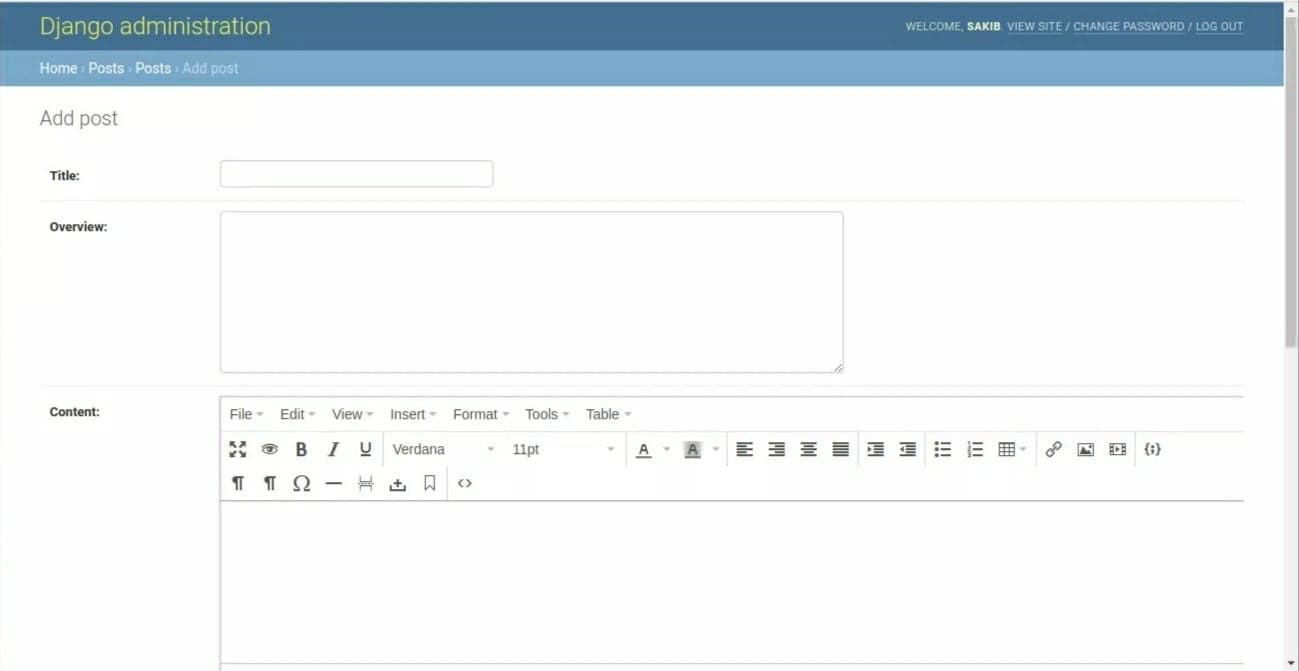 Django administration
WELCOME, SAKIB. VIEW SITE / CHANGE PASSWORD / LOG OUT
Home › Posts › Posts › Add post
Add post
Title:
Overview:
Content:
File Edit View Insert Format Tools Table
B I U Verdana 11pt A A {;}
¶ ¶ Ω — <>